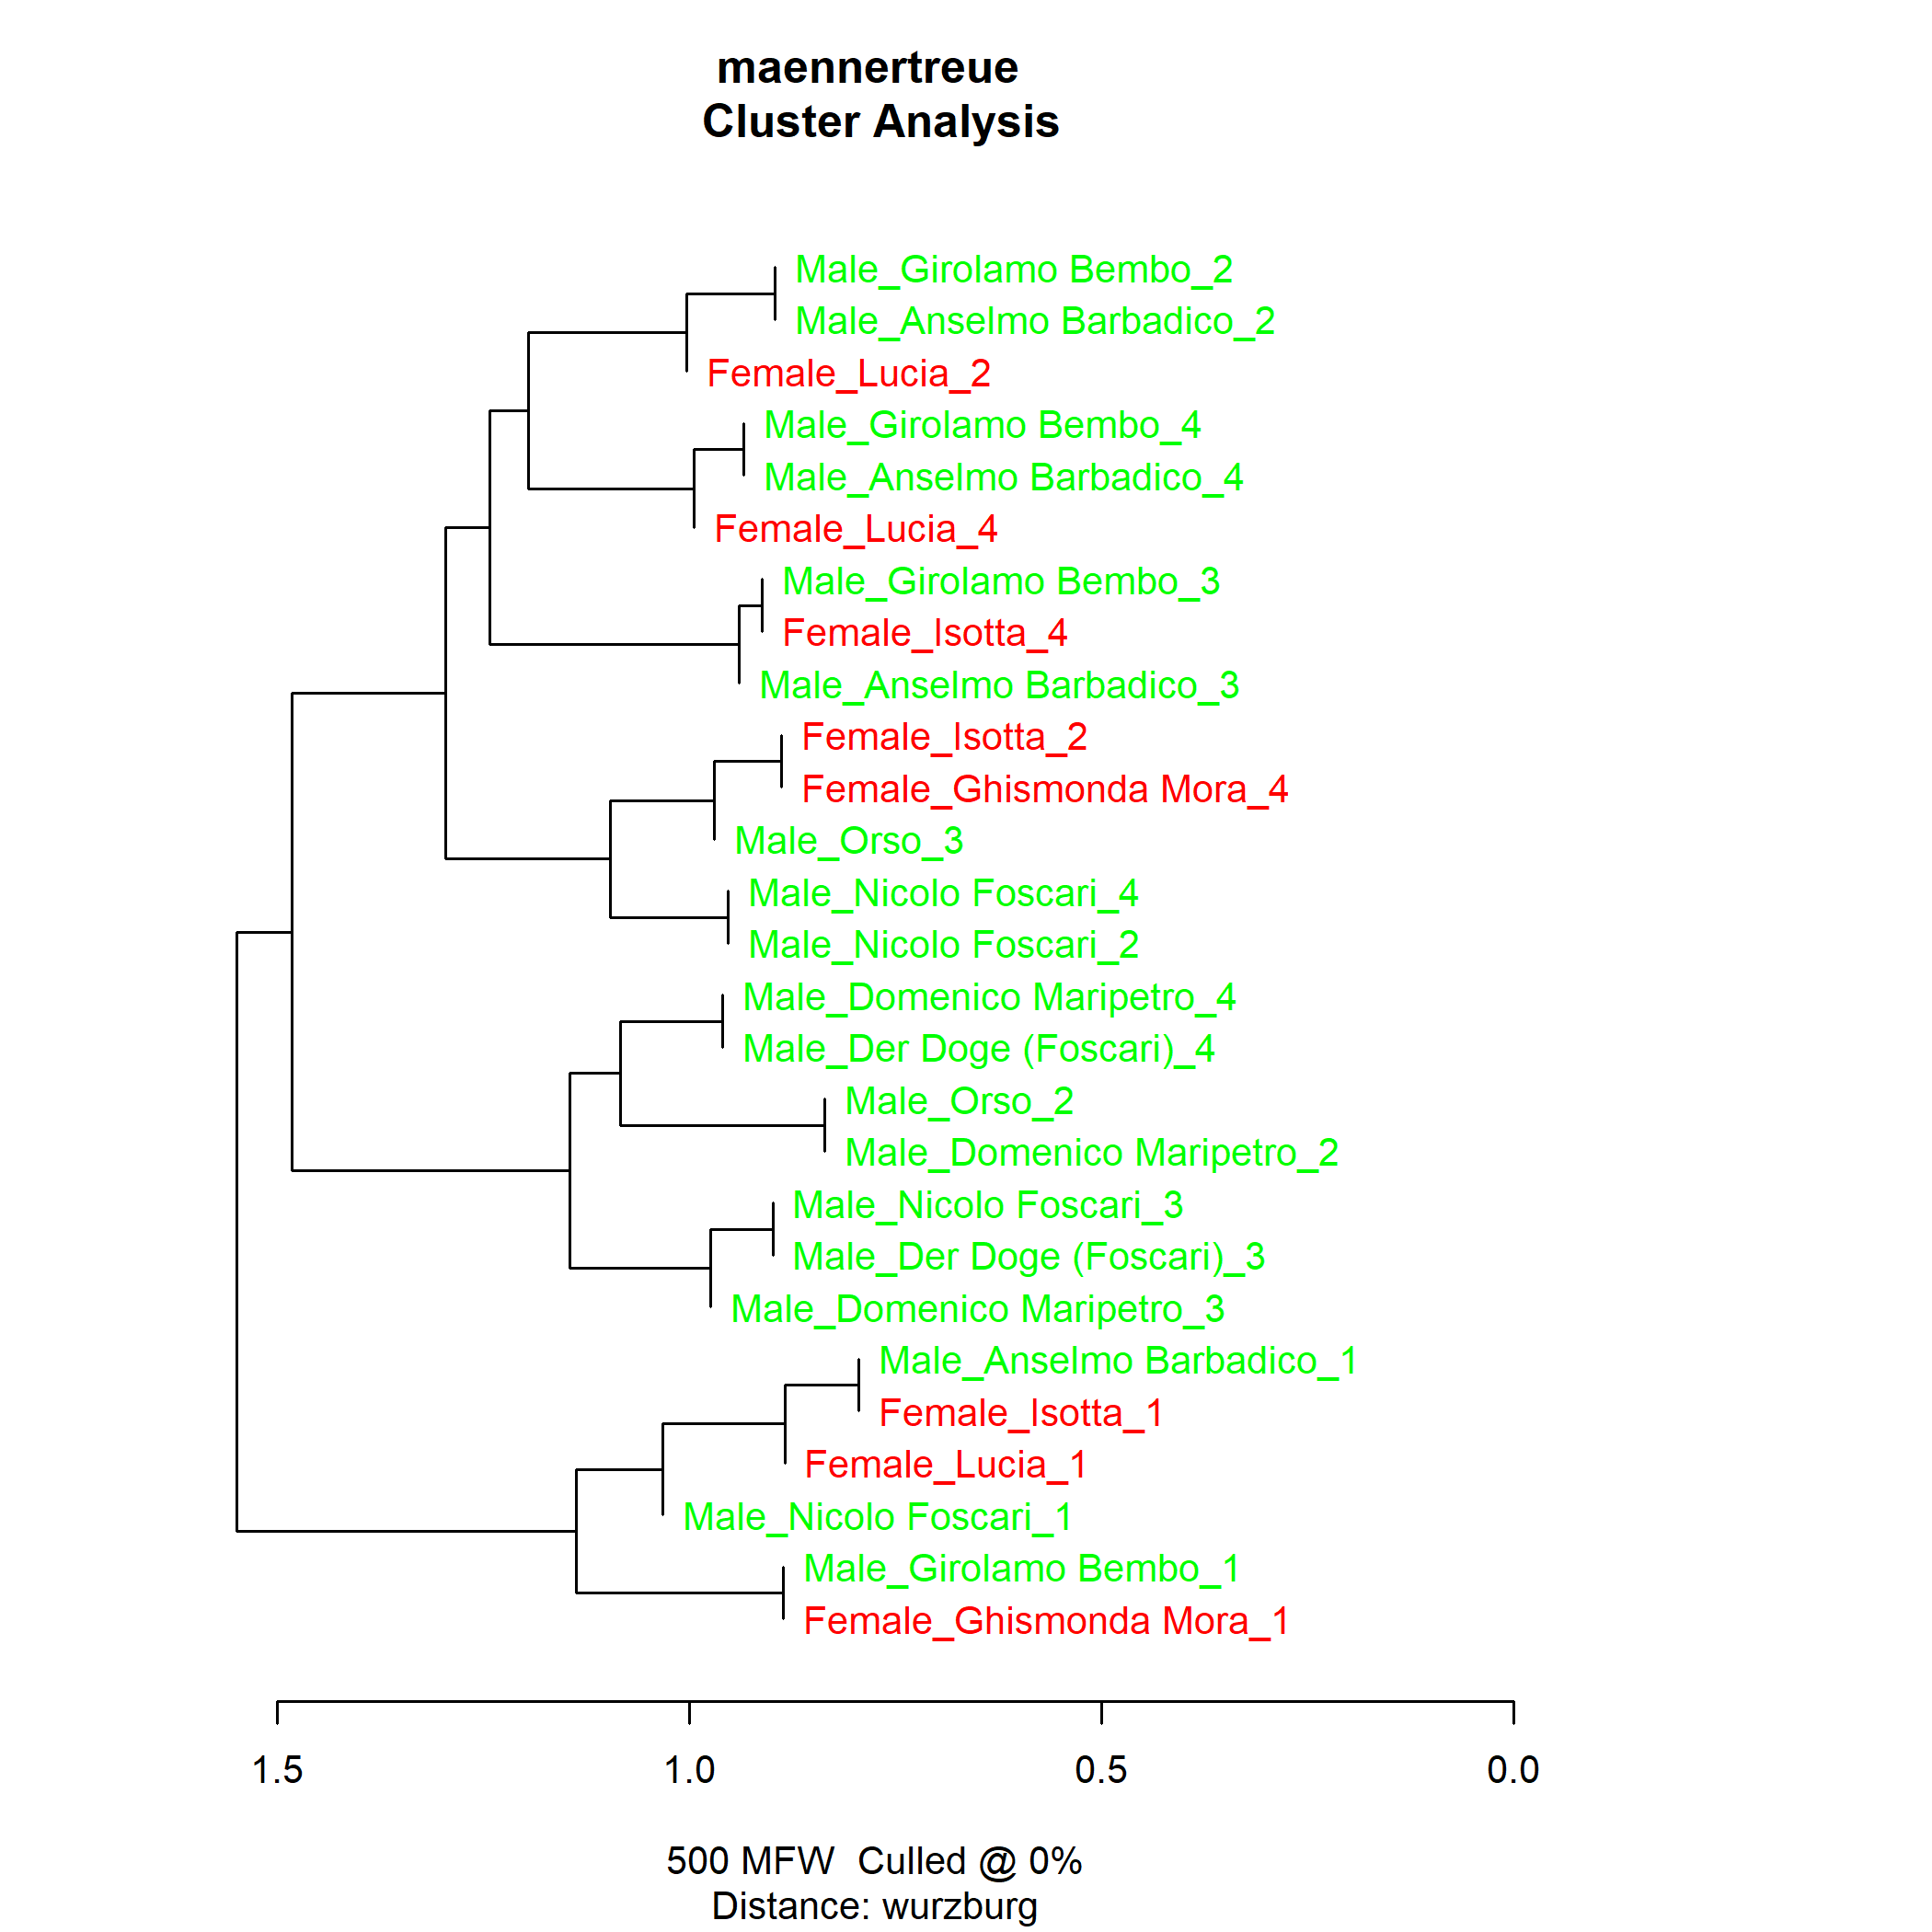 maennertreue
Cluster Analysis
Male_Girolamo Bembo_2
Male_Anselmo Barbadico_2
Female_Lucia_2
Male_Girolamo Bembo_4
Male_Anselmo Barbadico_4
Female_Lucia_4
Male_Girolamo Bembo_3
Female_Isotta_4
Male_Anselmo Barbadico_3
Female_Isotta_2
Female_Ghismonda Mora_4
Male_Orso_3
Male_Nicolo Foscari_4
Male_Nicolo Foscari_2
Male_Domenico Maripetro_4
Male_Der Doge (Foscari)_4
Male_Orso_2
Male_Domenico Maripetro_2
Male_Nicolo Foscari_3
Male_Der Doge (Foscari)_3
Male_Domenico Maripetro_3
Male_Anselmo Barbadico_1
Female_Isotta_1
Female_Lucia_1
Male_Nicolo Foscari_1
Male_Girolamo Bembo_1
Female_Ghismonda Mora_1
1.5 1.0 0.5 0.0
500 MFW  Culled @ 0%
Distance: wurzburg